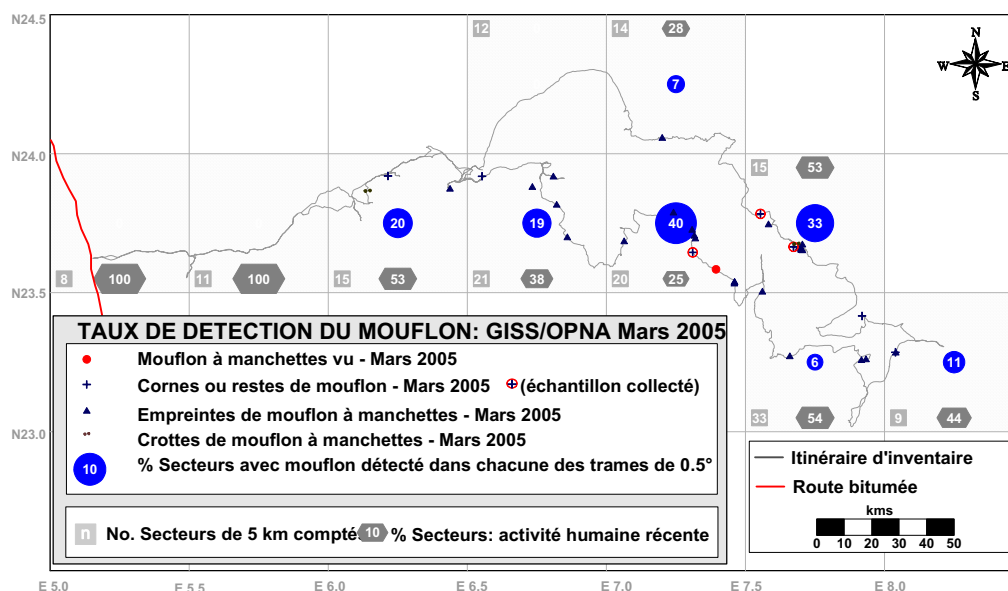 N24.5
12
14
28
N
W
E
S
7
N24.0
15
53
20
19
40
33
8
100
11
100
15
53
21
38
20
25
N23.5
TAUX DE DETECTION DU MOUFLON: GISS/OPNA Mars 2005
Mouflon à manchettes vu - Mars 2005
Cornes ou restes de mouflon - Mars 2005 (échantillon collecté)
Empreintes de mouflon à manchettes - Mars 2005
Crottes de mouflon à manchettes - Mars 2005
10 % Secteurs avec mouflon détecté dans chacune des trames de 0.5°
n No. Secteurs de 5 km compté 10 % Secteurs: activité humaine récente
6
11
33
54
9
44
N23.0
Itinéraire d'inventaire
Route bitumée
kms
0 10 20 30 40 50
E 5.0 E 5.5 E 6.0 E 6.5 E 7.0 E 7.5 E 8.0